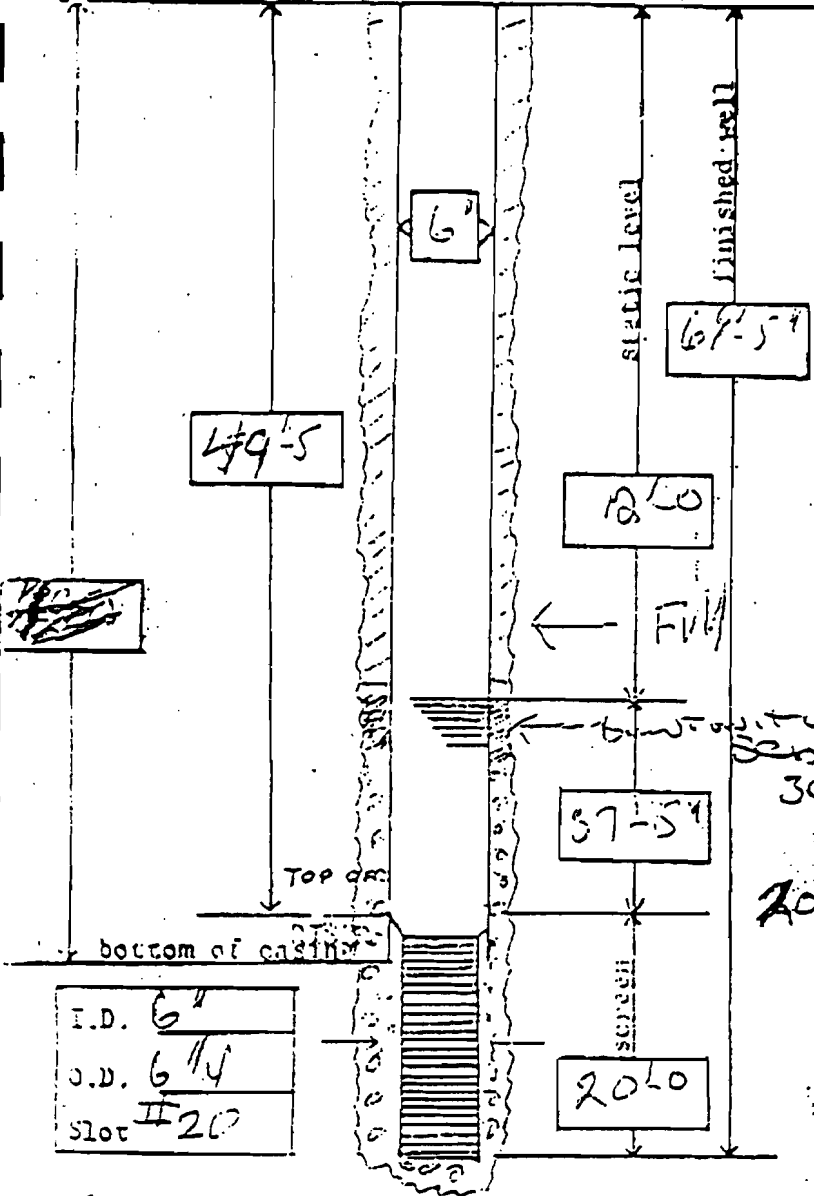 static level
finished well
6"
69'-5"
49'-5
12'-0
Fill
37-5"
TOP OF
bottom of casing
screen
I.D. 6"
O.D. 6 1/4
Slot #20
20'-0